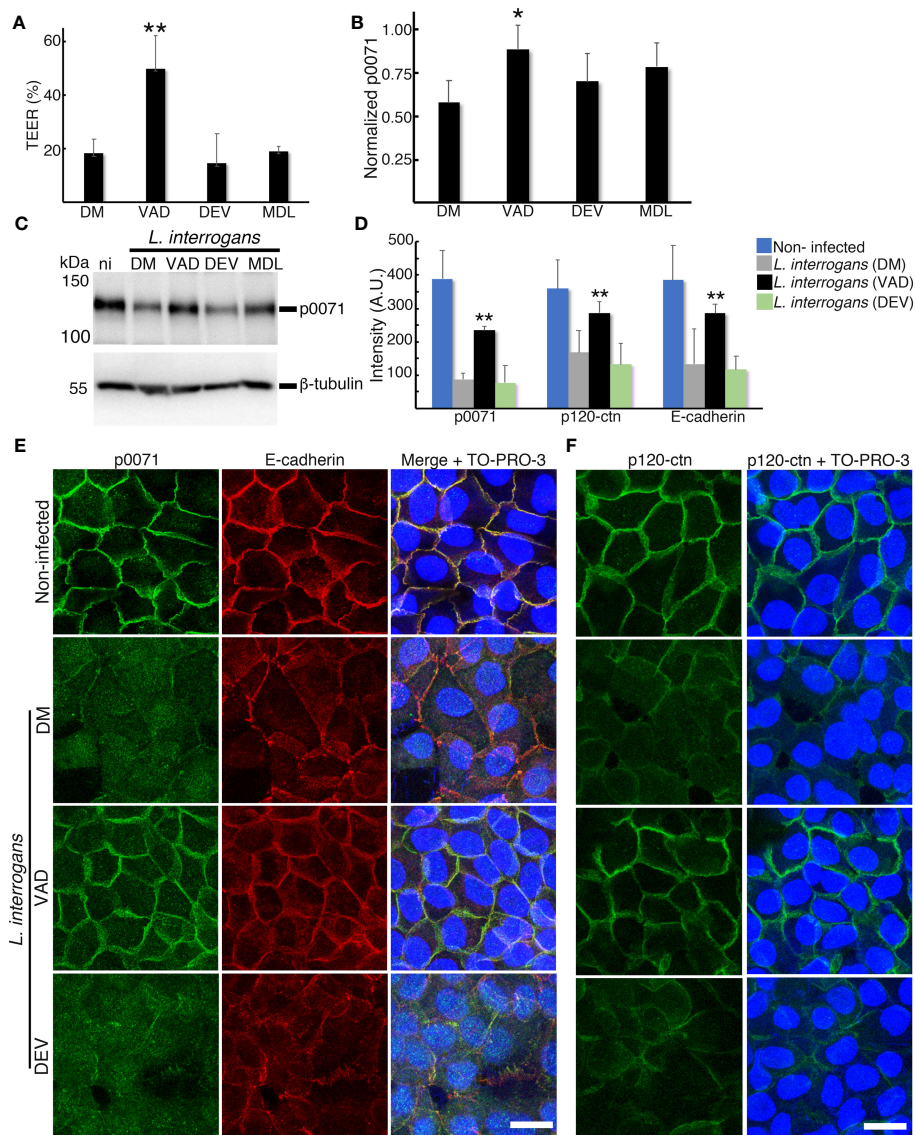 A
60
40
20
TEER (%)
**
DM VAD DEV MDL
B
1.00
0.75
0.50
0.25
Normalized p0071
*
DM VAD DEV MDL
C
L. interrogans
kDa ni DM VAD DEV MDL
150
100
p0071
55
β-tubulin
D
500
400
300
200
100
Intensity (A.U.)
** ** **
p0071 p120-ctn E-cadherin
Non- infected
L. interrogans (DM)
L. interrogans (VAD)
L. interrogans (DEV)
E
p0071 E-cadherin Merge + TO-PRO-3
Non-infected
L. interrogans
DM
VAD
DEV
F
p120-ctn p120-ctn + TO-PRO-3